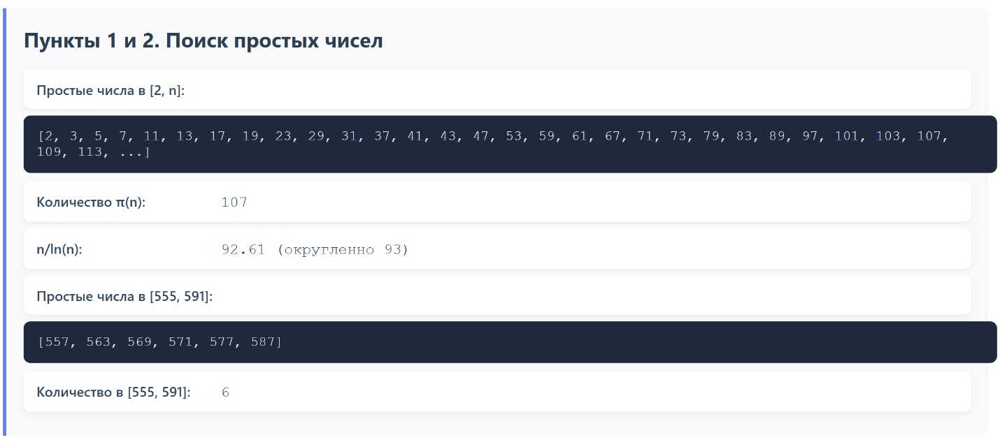 Пункты 1 и 2. Поиск простых чисел
Простые числа в [2, n]:
[2, 3, 5, 7, 11, 13, 17, 19, 23, 29, 31, 37, 41, 43, 47, 53, 59, 61, 67, 71, 73, 79, 83, 89, 97, 101, 103, 107,
109, 113, ...]
Количество π(n): 107
n/ln(n): 92.61 (округленно 93)
Простые числа в [555, 591]:
[557, 563, 569, 571, 577, 587]
Количество в [555, 591]: 6